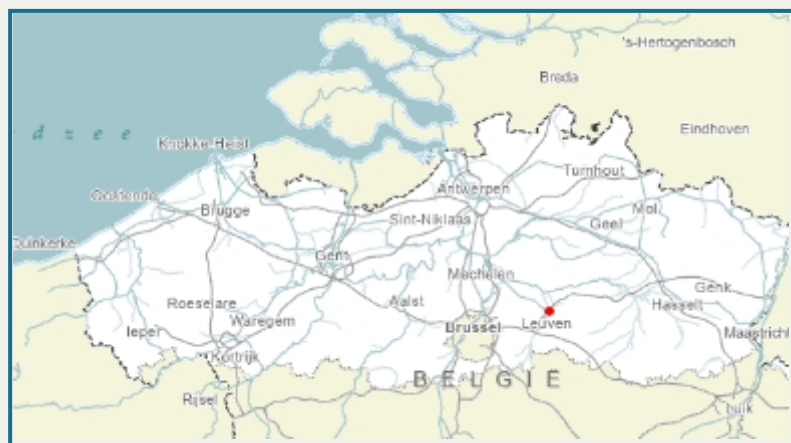 's-Hertogenbosch
Breda
d z e e
Eindhoven
Knokke-Heist
Turnhout
Oostende
Antwerpen
Mol
Brugge
Sint-Niklaas
Geel
Duinkerke
Gent
Mechelen
Genk
Roeselare
Aalst
Hasselt
Ieper
Waregem
Brussel
Leuven
Maastricht
Kortrijk
BELGIË
Rijsel
Luik